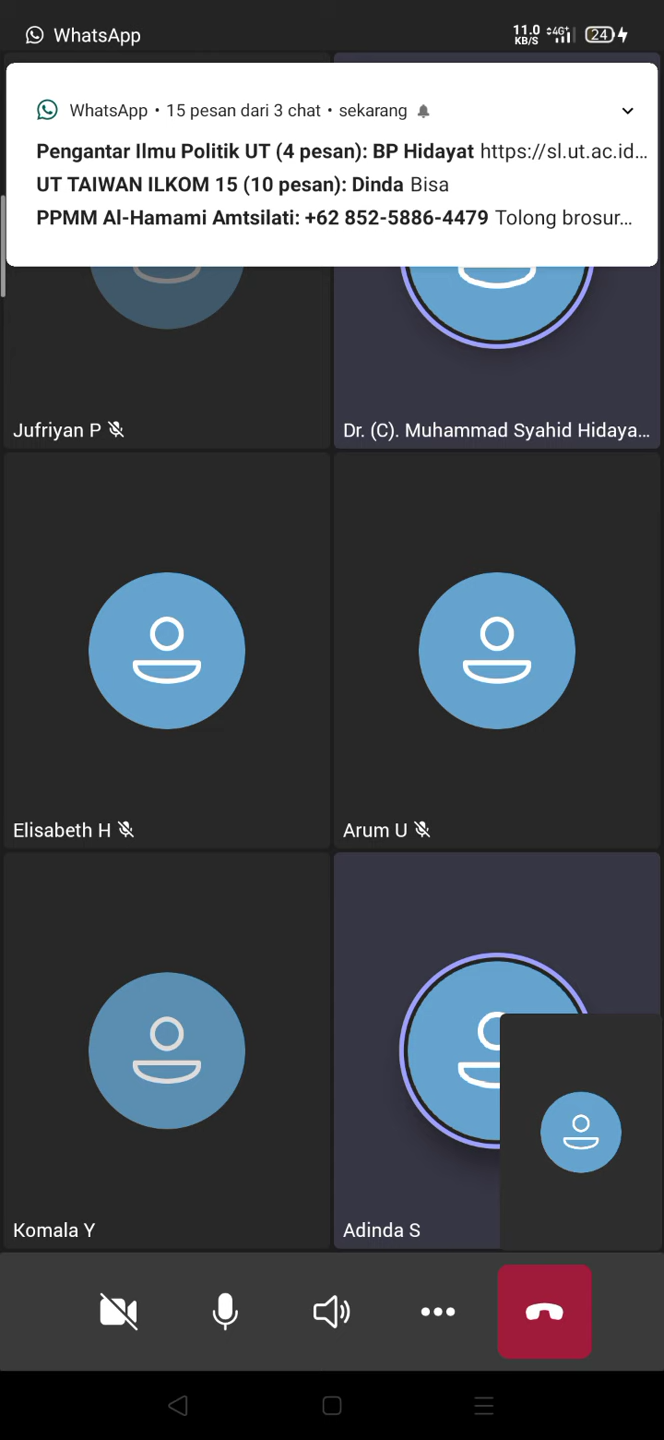 WhatsApp
11.0
KB/S
4G+
24
WhatsApp • 15 pesan dari 3 chat • sekarang
Pengantar Ilmu Politik UT (4 pesan): BP Hidayat https://sl.ut.ac.id...
UT TAIWAN ILKOM 15 (10 pesan): Dinda Bisa
PPMM Al-Hamami Amtsilati: +62 852-5886-4479 Tolong brosur...
Jufriyan P
Dr. (C). Muhammad Syahid Hidaya...
Elisabeth H
Arum U
Komala Y
Adinda S